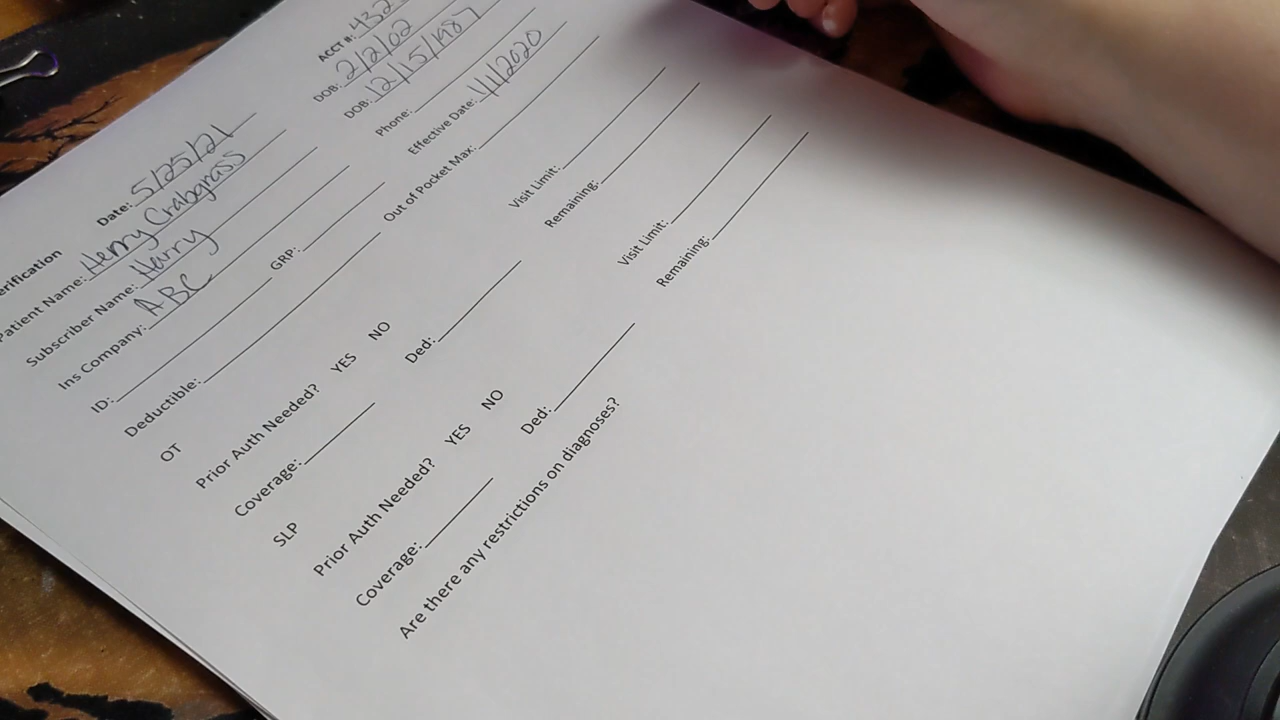 erification
Date: 5/25/21 ACCT #: 432
Patient Name: Henry Crabgrass DOB: 2/2/02
Subscriber Name: Harry DOB: 12/15/1987
Ins Company: ABC Phone:
ID: GRP: Effective Date: 1/1/2020
Deductible: Out of Pocket Max:
OT
Prior Auth Needed? YES NO Visit Limit:
Coverage: Ded: Remaining:
SLP
Prior Auth Needed? YES NO Visit Limit:
Coverage: Ded: Remaining:
Are there any restrictions on diagnoses?